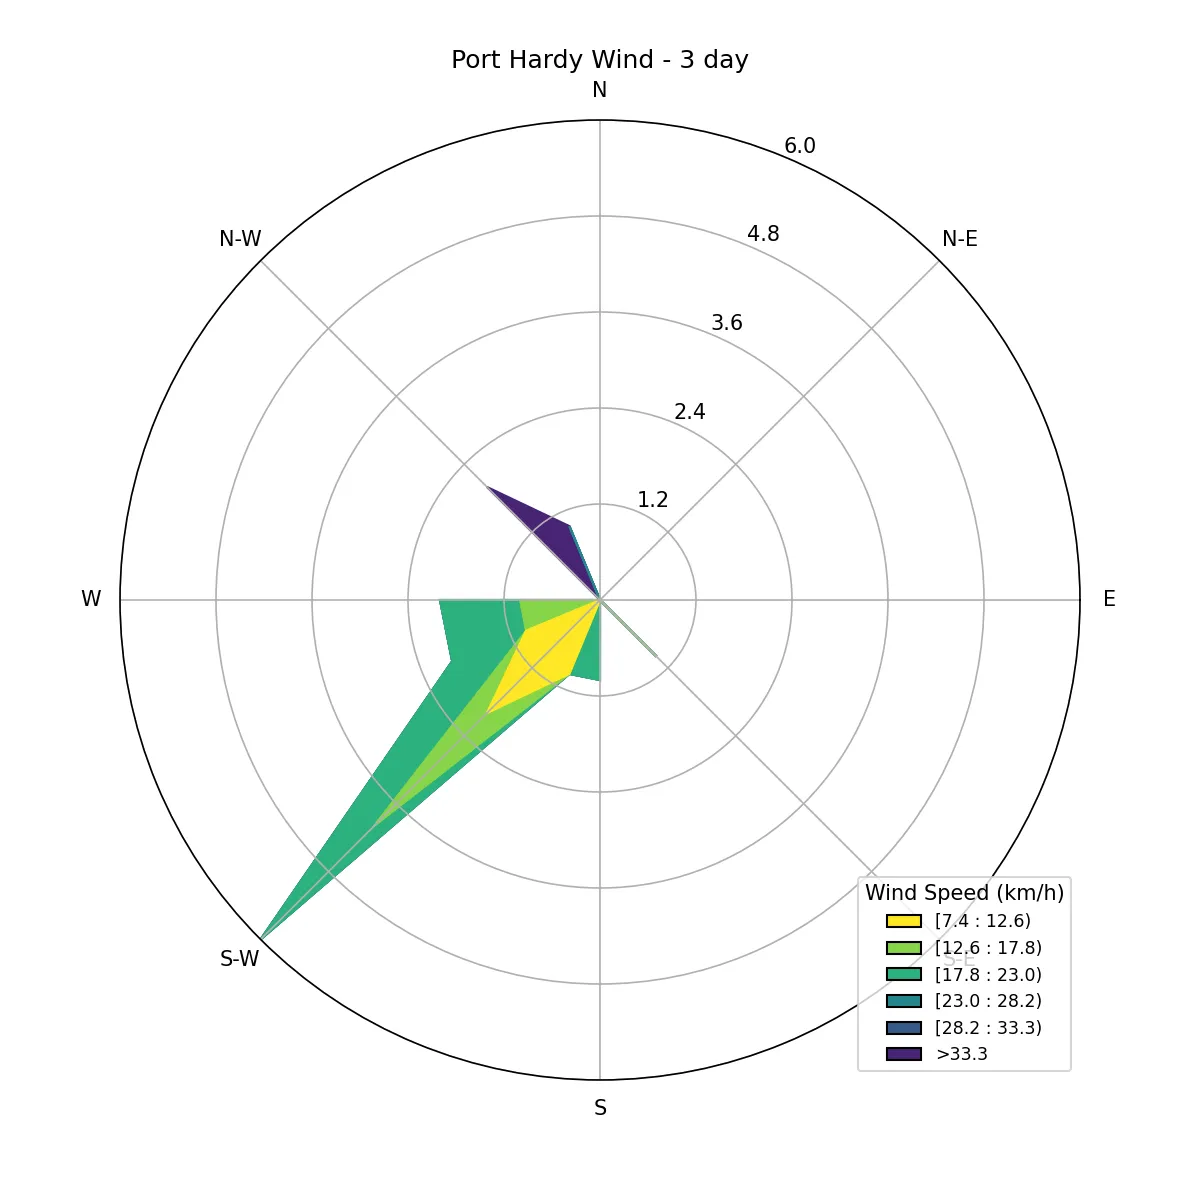 Port Hardy Wind - 3 day
N
6.0
N-W
N-E
4.8
3.6
2.4
1.2
W
E
S-W
S-E
S
Wind Speed (km/h)
[7.4 : 12.6)
[12.6 : 17.8)
[17.8 : 23.0)
[23.0 : 28.2)
[28.2 : 33.3)
>33.3